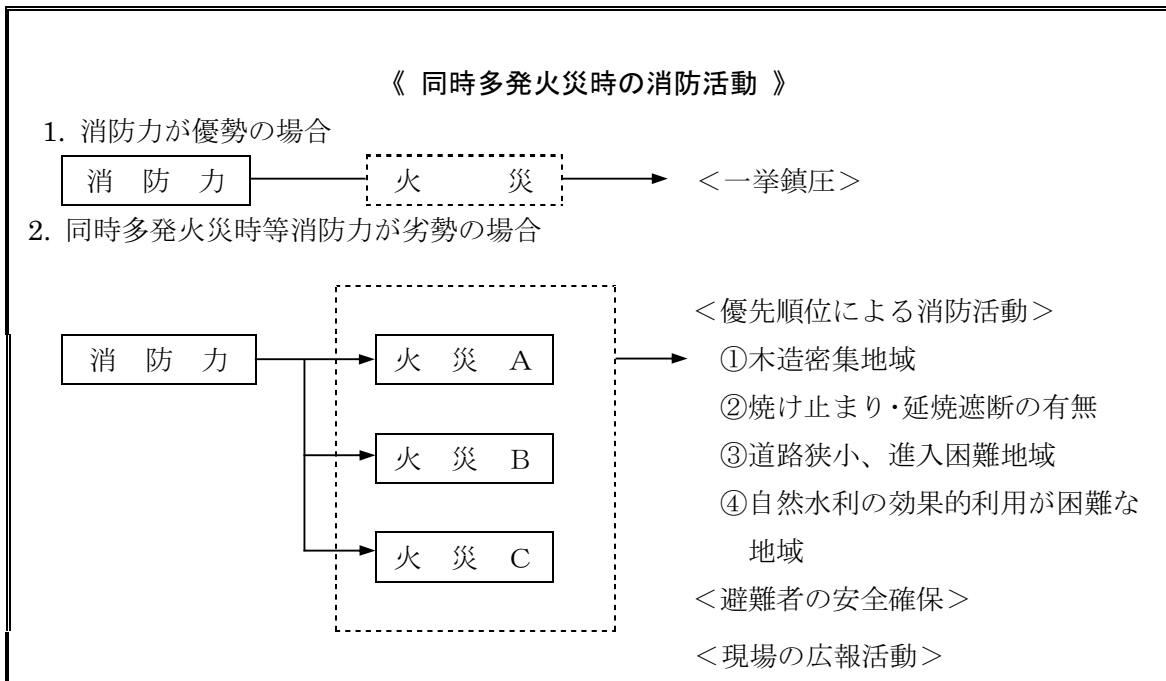 《 同時多発火災時の消防活動 》
1. 消防力が優勢の場合
消 防 力
火 災
＜一挙鎮圧＞
2. 同時多発火災時等消防力が劣勢の場合
消 防 力
火 災 A
火 災 B
火 災 C
＜優先順位による消防活動＞
①木造密集地域
②焼け止まり・延焼遮断の有無
③道路狭小、進入困難地域
④自然水利の効果的利用が困難な
地域
＜避難者の安全確保＞
＜現場の広報活動＞